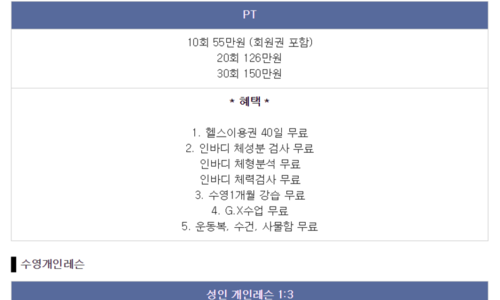 PT
10회 55만원 (회원권 포함)
20회 126만원
30회 150만원
* 혜택 *
1. 헬스이용권 40일 무료
2. 인바디 체성분 검사 무료
인바디 체형분석 무료
인바디 체력검사 무료
3. 수영1개월 강습 무료
4. G.X수업 무료
5. 운동복, 수건, 사물함 무료
수영개인레슨
성인 개인레슨 1:3